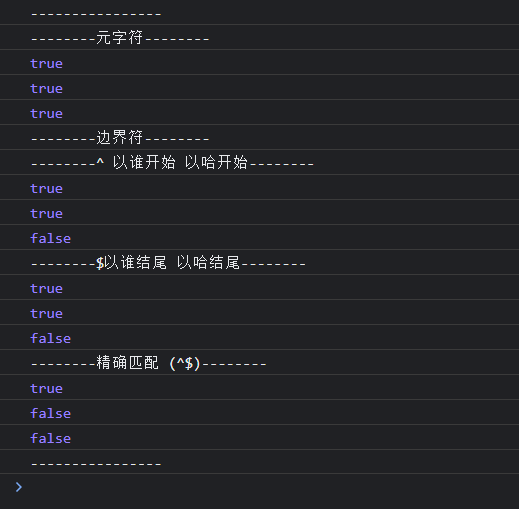 ----------------
--------元字符--------
true
true
true
--------边界符--------
--------^ 以谁开始 以哈开始--------
true
true
false
--------$以谁结尾 以哈结尾--------
true
true
false
--------精确匹配 (^$)--------
true
false
false
----------------
>